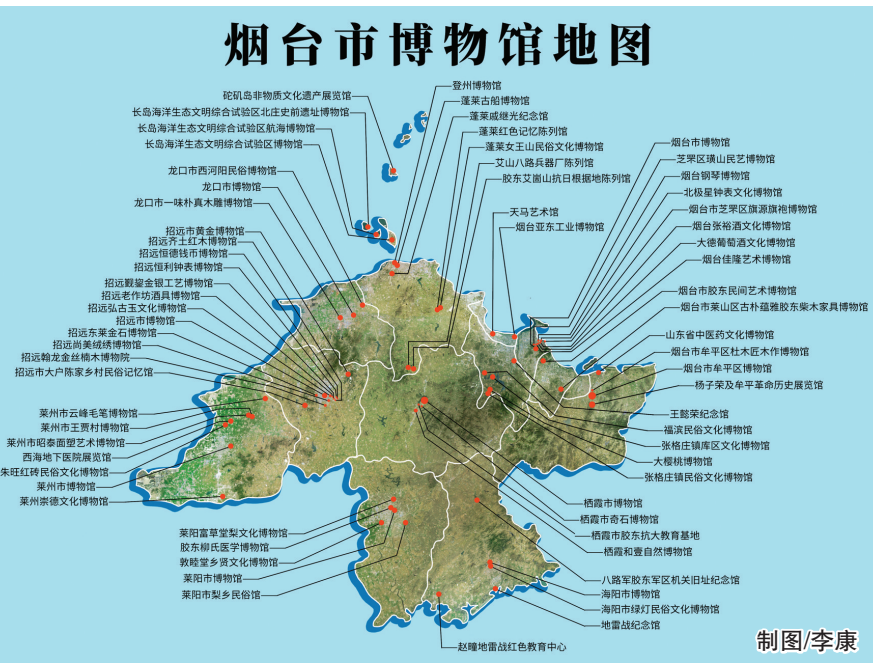 烟台市博物馆地图
砣矶岛非物质文化遗产展览馆
长岛海洋生态文明综合试验区北庄史前遗址博物馆
长岛海洋生态文明综合试验区航海博物馆
长岛海洋生态文明综合试验区博物馆
龙口市西河阳民俗博物馆
龙口市博物馆
龙口市一味朴真木雕博物馆
招远市黄金博物馆
招远齐土红木博物馆
招远恒德钱币博物馆
招远恒利钟表博物馆
招远觐鋆金银工艺博物馆
招远老作坊酒具博物馆
招远弘古玉文化博物馆
招远市博物馆
招远东莱金石博物馆
招远尚美绒绣博物馆
招远翰龙金丝楠木博物院
招远市大户陈家乡村民俗记忆馆
莱州市云峰毛笔博物馆
莱州市王贾村博物馆
莱州市昭泰面塑艺术博物馆
西海地下医院展览馆
朱旺红砖民俗文化博物馆
莱州市博物馆
莱州崇德文化博物馆
莱阳富草堂梨文化博物馆
胶东柳氏医学博物馆
敦睦堂乡贤文化博物馆
莱阳市博物馆
莱阳市梨乡民俗馆
登州博物馆
蓬莱古船博物馆
蓬莱戚继光纪念馆
蓬莱红色记忆陈列馆
蓬莱女王山民俗文化博物馆
艾山八路兵器厂陈列馆
胶东艾崮山抗日根据地陈列馆
天马艺术馆
烟台亚东工业博物馆
烟台市博物馆
芝罘区璜山民艺博物馆
烟台钢琴博物馆
北极星钟表文化博物馆
烟台市芝罘区旗源旗袍博物馆
烟台张裕酒文化博物馆
大德葡萄酒文化博物馆
烟台佳隆艺术博物馆
烟台市胶东民间艺术博物馆
烟台市莱山区古朴蕴雅胶东柴木家具博物馆
山东省中医药文化博物馆
烟台市牟平区杜木匠木作博物馆
烟台市牟平区博物馆
杨子荣及牟平革命历史展览馆
王懿荣纪念馆
福滨民俗文化博物馆
张格庄镇库区文化博物馆
大樱桃博物馆
张格庄镇民俗文化博物馆
栖霞市博物馆
栖霞市奇石博物馆
栖霞市胶东抗大教育基地
栖霞和壹自然博物馆
八路军胶东军区机关旧址纪念馆
海阳市博物馆
海阳市绿灯民俗文化博物馆
地雷战纪念馆
赵疃地雷战红色教育中心
制图/李康